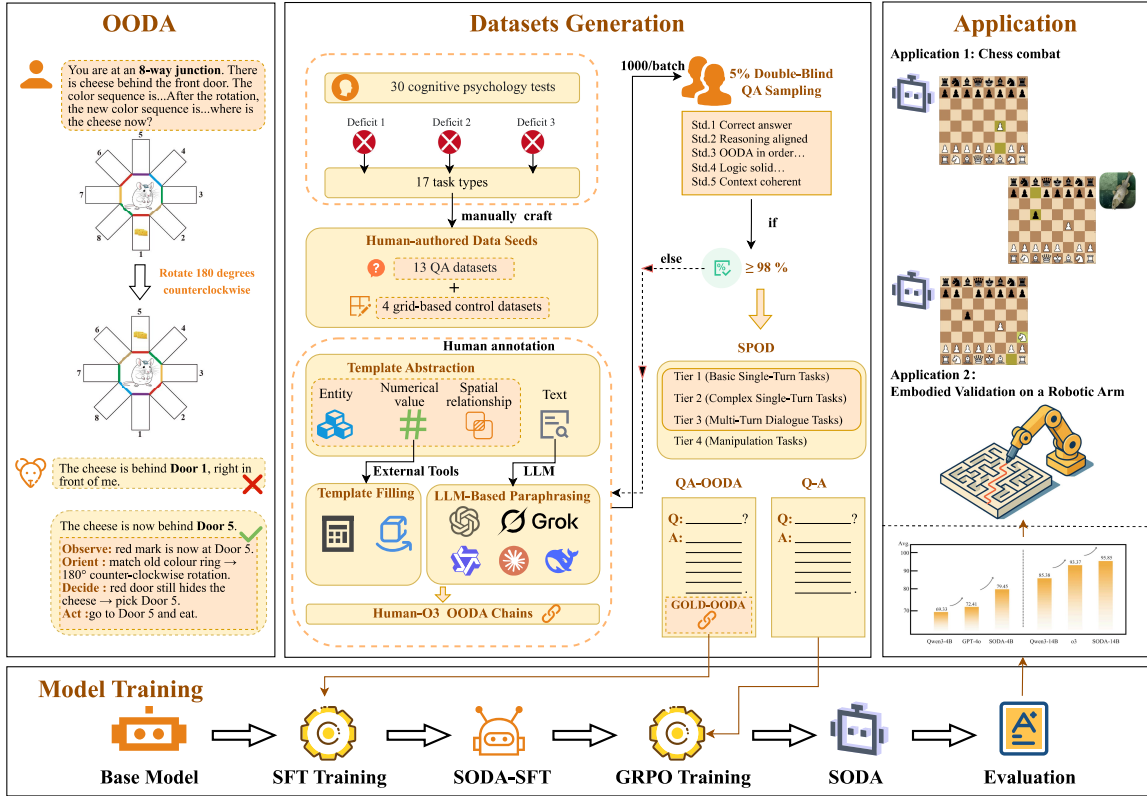 OODA
You are at an 8-way junction. There
is cheese behind the front door. The
color sequence is...After the rotation,
the new color sequence is...where is
the cheese now?
5
6
4
7
3
8
2
1
Rotate 180 degrees
counterclockwise
5
6
4
7
3
8
2
1
The cheese is behind Door 1, right in
front of me.
The cheese is now behind Door 5.
Observe: red mark is now at Door 5.
Orient : match old colour ring →
180° counter-clockwise rotation.
Decide : red door still hides the
cheese → pick Door 5.
Act :go to Door 5 and eat.
Datasets Generation
30 cognitive psychology tests
Deficit 1
Deficit 2
Deficit 3
17 task types
manually craft
Human-authored Data Seeds
?
13 QA datasets
+
4 grid-based control datasets
Human annotation
Template Abstraction
Entity
Numerical
value
Spatial
relationship
Text
External Tools
LLM
Template Filling
LLM-Based Paraphrasing
Grok
Human-O3 OODA Chains
1000/batch
5% Double-Blind
QA Sampling
Std.1 Correct answer
Std.2 Reasoning aligned
Std.3 OODA in order…
Std.4 Logic solid…
Std.5 Context coherent
if
else
%
≥ 98 %
SPOD
Tier 1 (Basic Single-Turn Tasks)
Tier 2 (Complex Single-Turn Tasks)
Tier 3 (Multi-Turn Dialogue Tasks)
Tier 4 (Manipulation Tasks)
QA-OODA
Q: ________?
A: ________
.
GOLD-OODA
Q-A
Q: ________?
A: ________
.
Application
Application 1: Chess combat
Application 2:
Embodied Validation on a Robotic Arm
Avg.
100
90
80
70
69.33
72.41
79.45
85.38
93.37
95.85
Qwen3-4B
GPT-4o
SODA-4B
Qwen3-14B
o3
SODA-14B
Model Training
Base Model
SFT Training
SODA-SFT
GRPO Training
SODA
A+
Evaluation